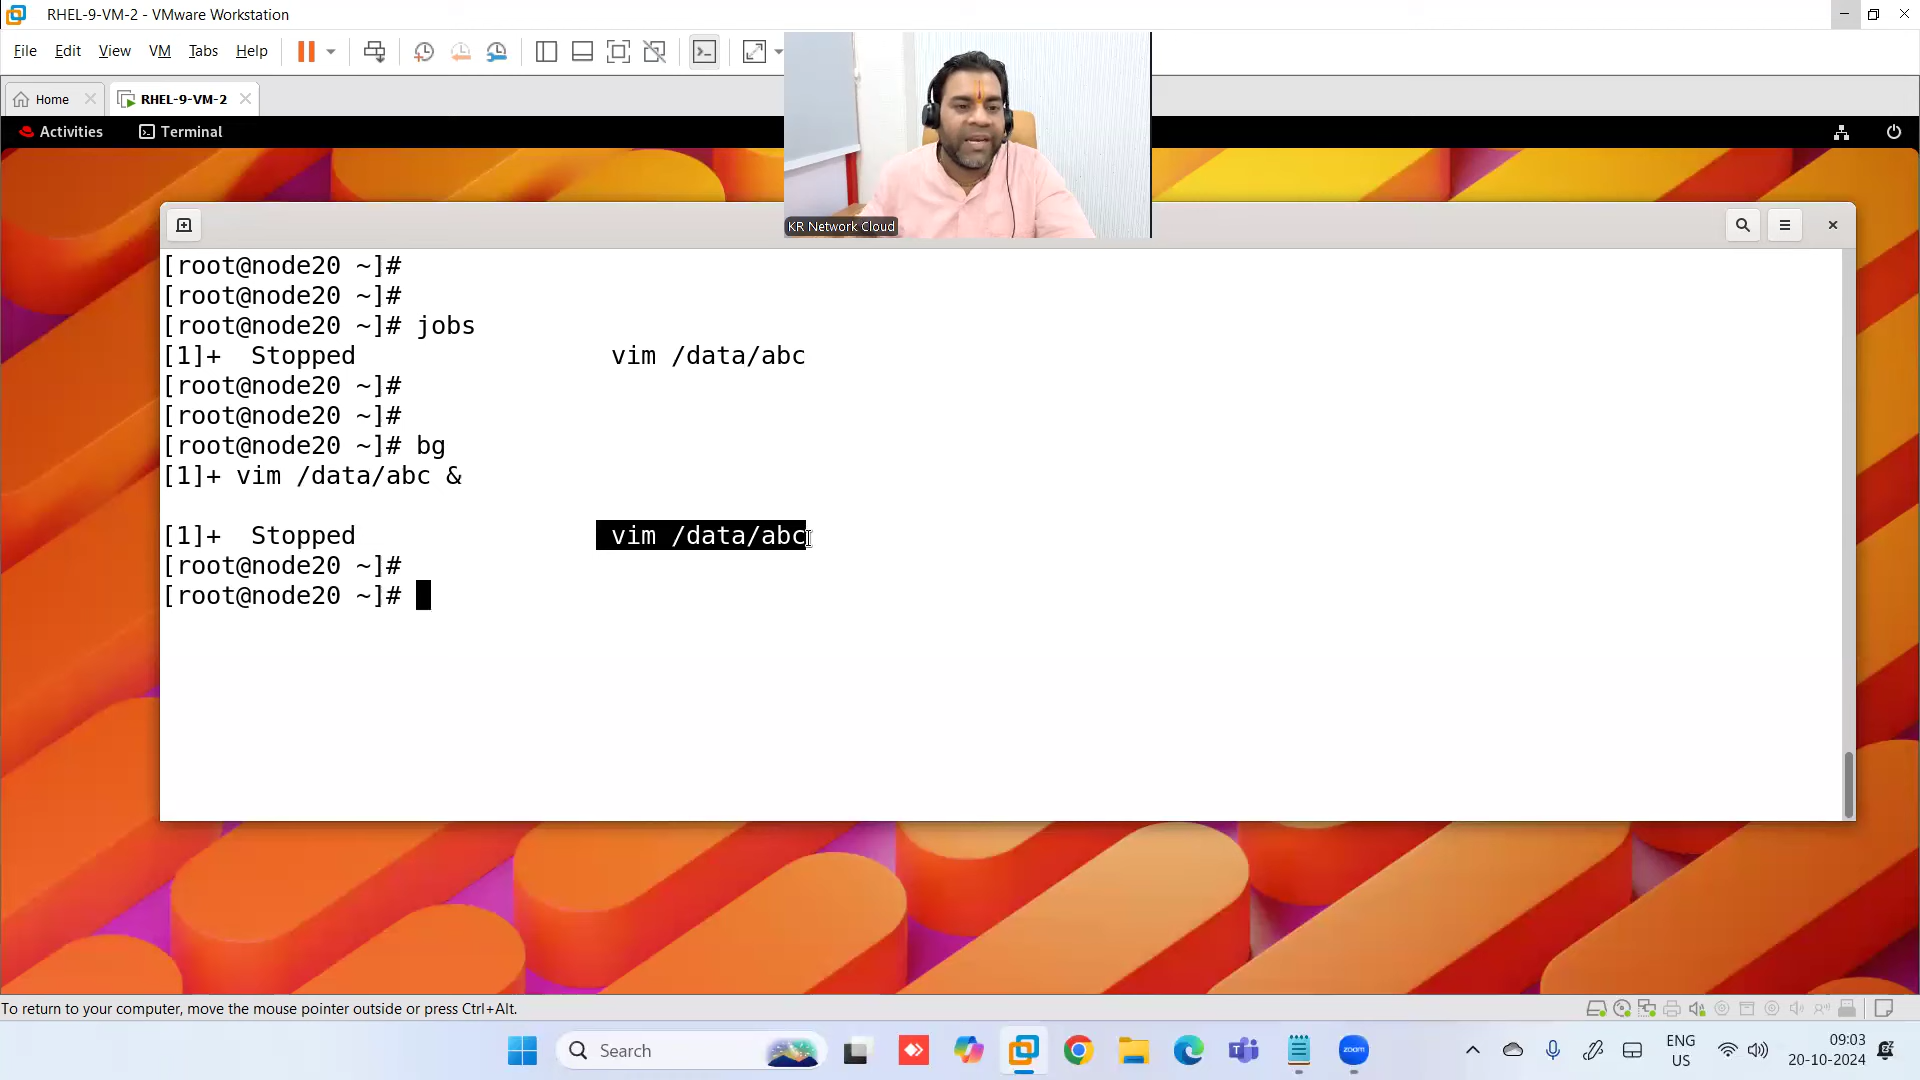 RHEL-9-VM-2 - VMware Workstation
File Edit View VM Tabs Help
Home RHEL-9-VM-2
Activities Terminal
KR Network Cloud
[root@node20 ~]#
[root@node20 ~]#
[root@node20 ~]# jobs
[1]+  Stopped                 vim /data/abc
[root@node20 ~]#
[root@node20 ~]#
[root@node20 ~]# bg
[1]+ vim /data/abc &
[1]+  Stopped                 vim /data/abc
[root@node20 ~]#
[root@node20 ~]#
To return to your computer, move the mouse pointer outside or press Ctrl+Alt.
Search
zoom
ENG
US
09:03
20-10-2024